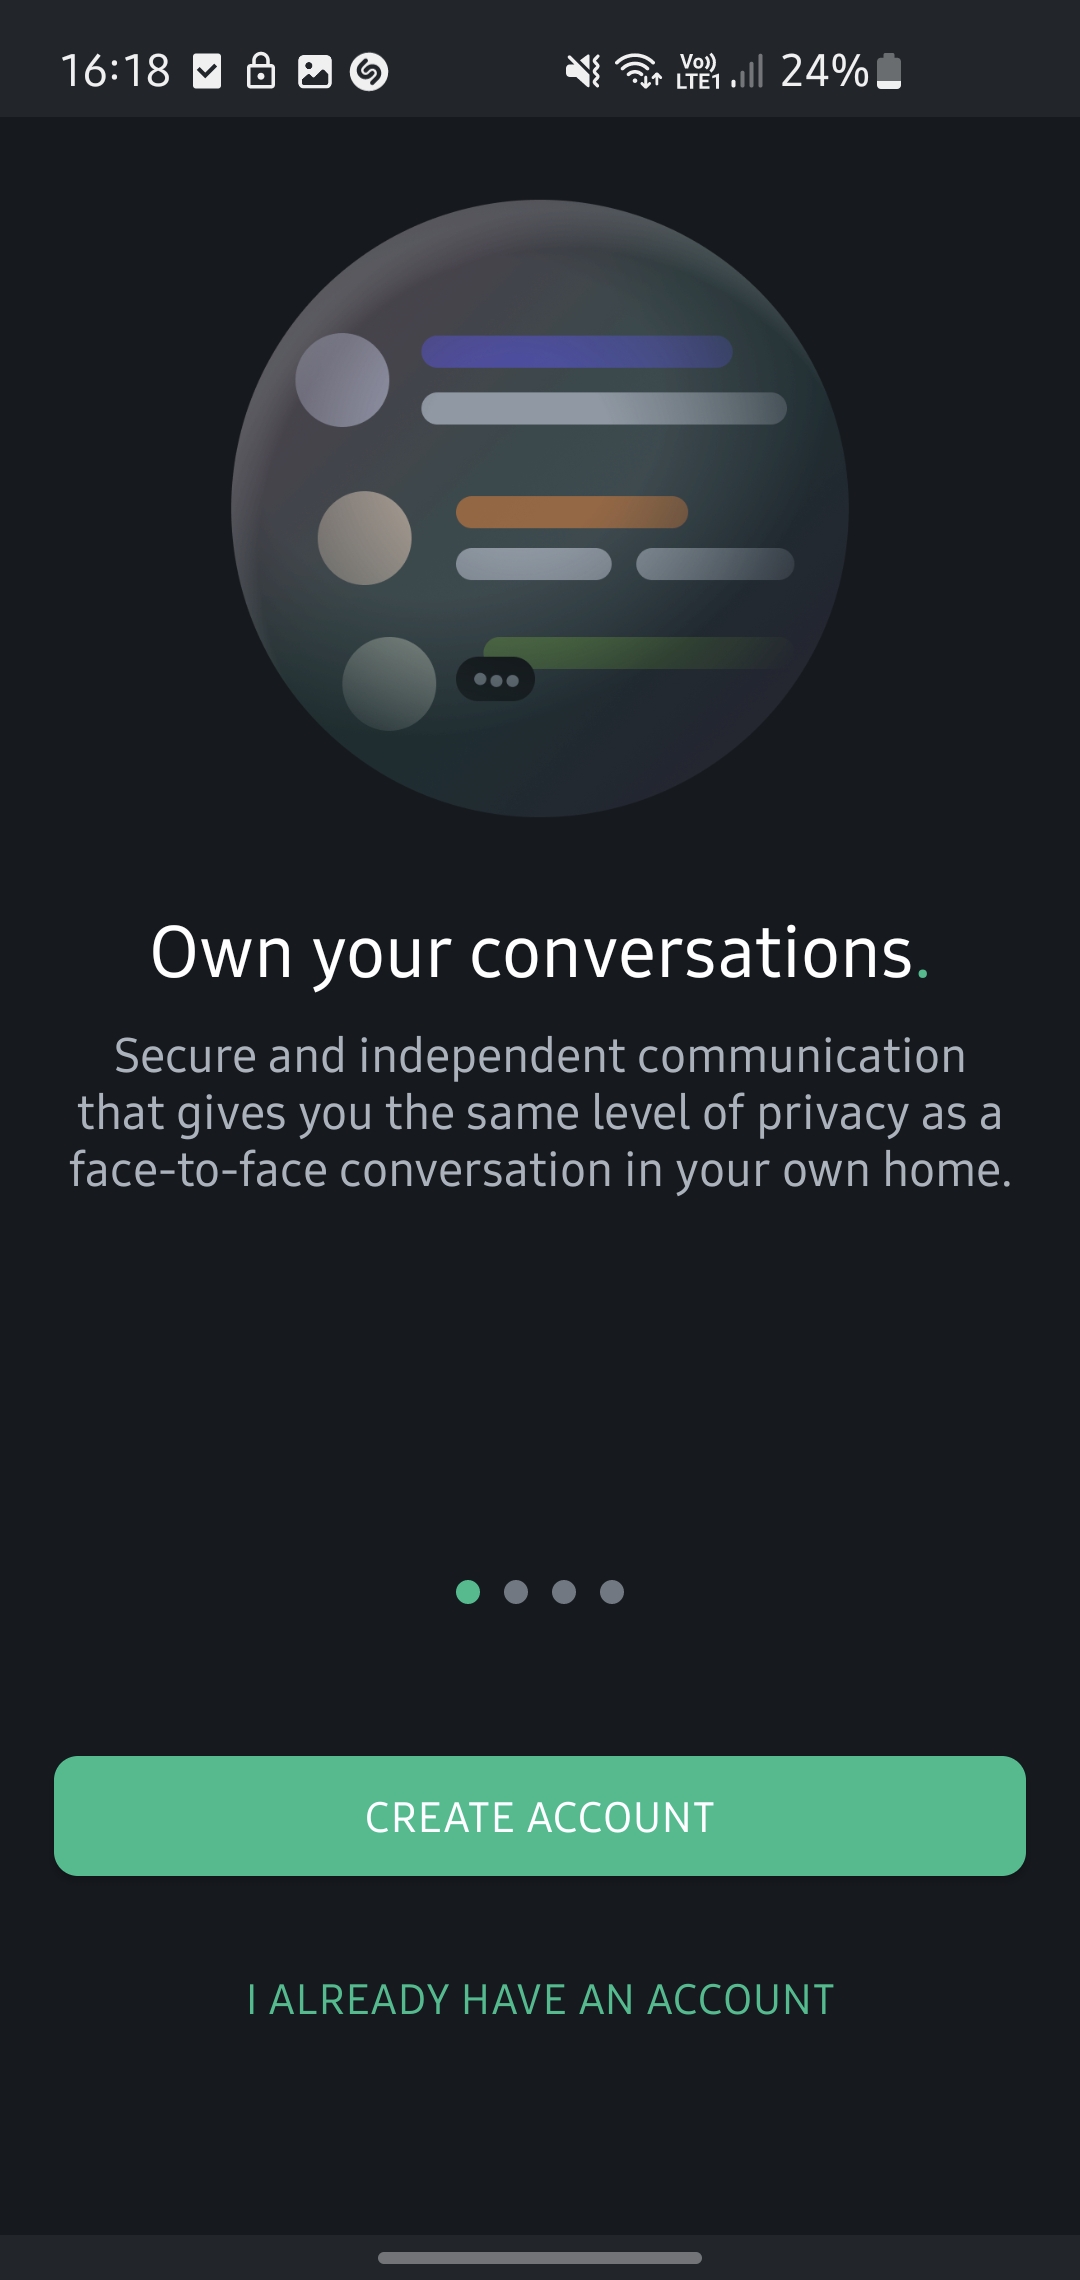 16:18
Vo)) LTE1 24%
Own your conversations.
Secure and independent communication
that gives you the same level of privacy as a
face-to-face conversation in your own home.
CREATE ACCOUNT
I ALREADY HAVE AN ACCOUNT